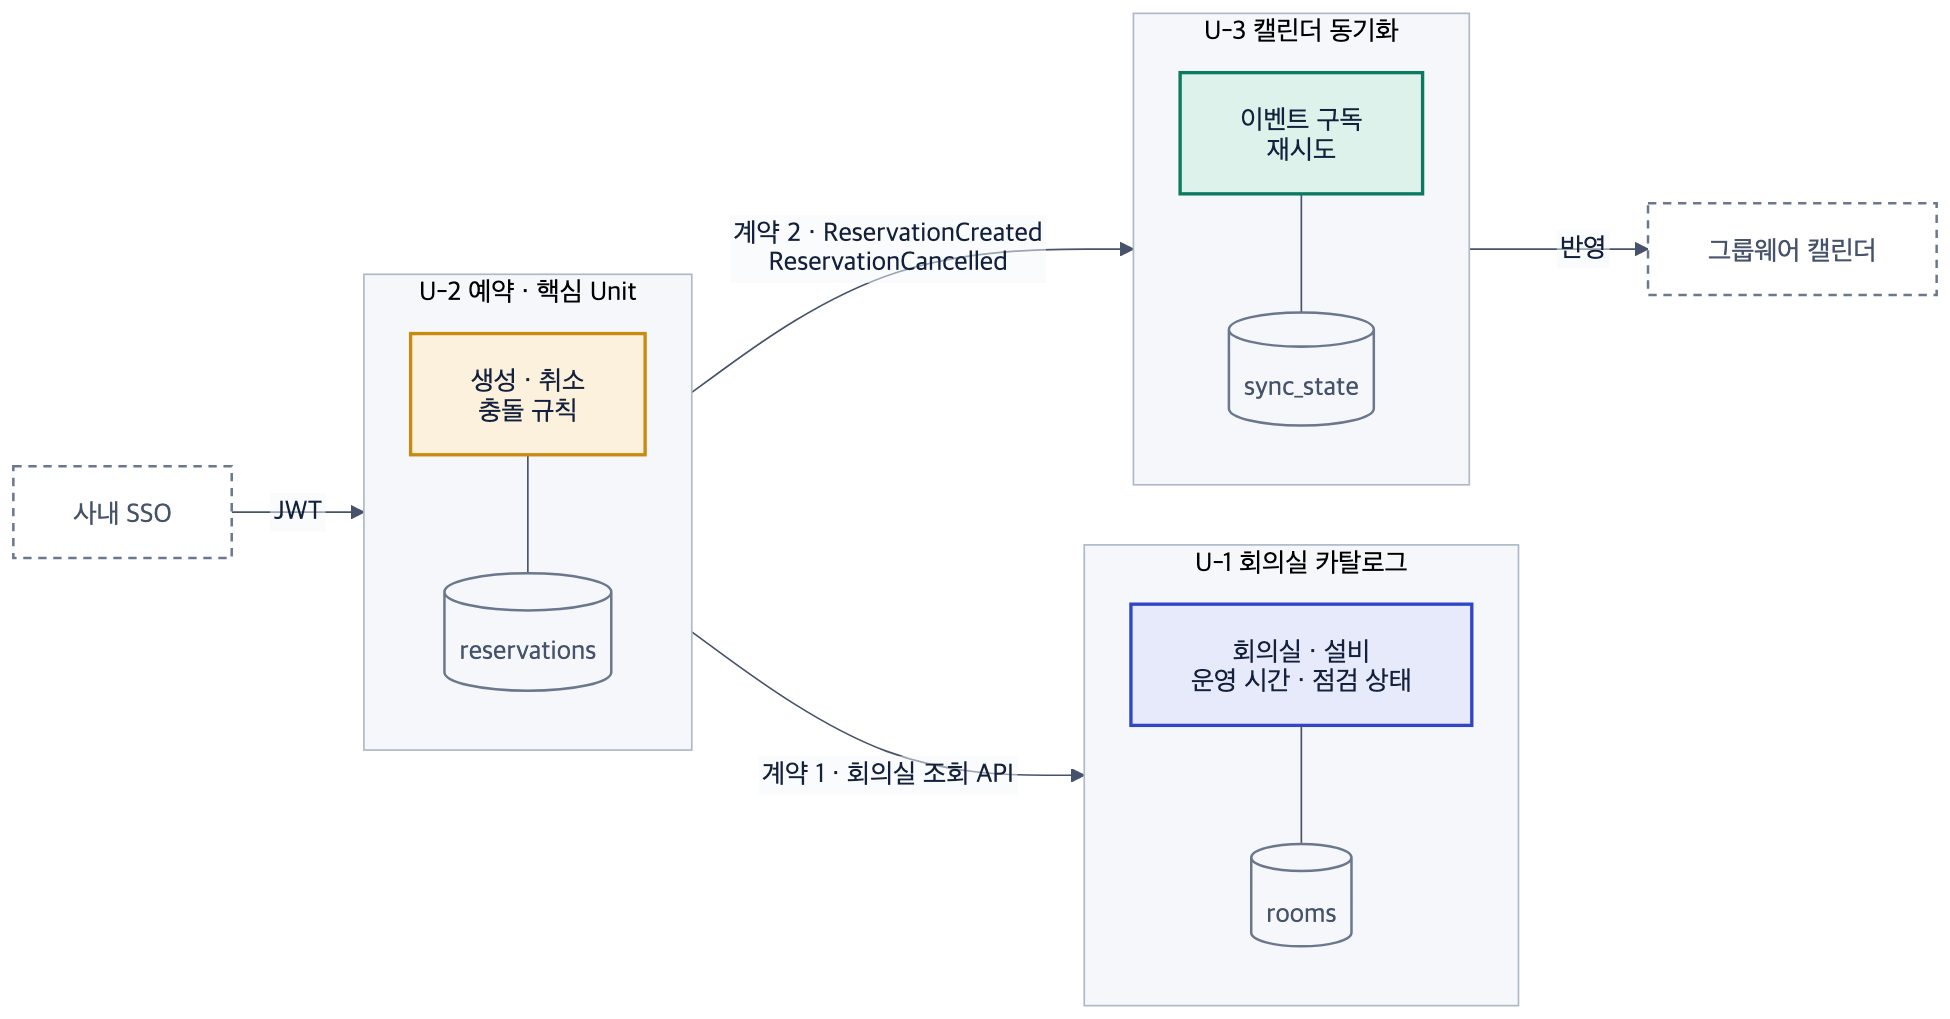 U-3 캘린더 동기화
이벤트 구독
재시도
sync_state
계약 2 · ReservationCreated
ReservationCancelled
반영
그룹웨어 캘린더
U-2 예약 · 핵심 Unit
생성 · 취소
충돌 규칙
reservations
사내 SSO
JWT
계약 1 · 회의실 조회 API
U-1 회의실 카탈로그
회의실 · 설비
운영 시간 · 점검 상태
rooms